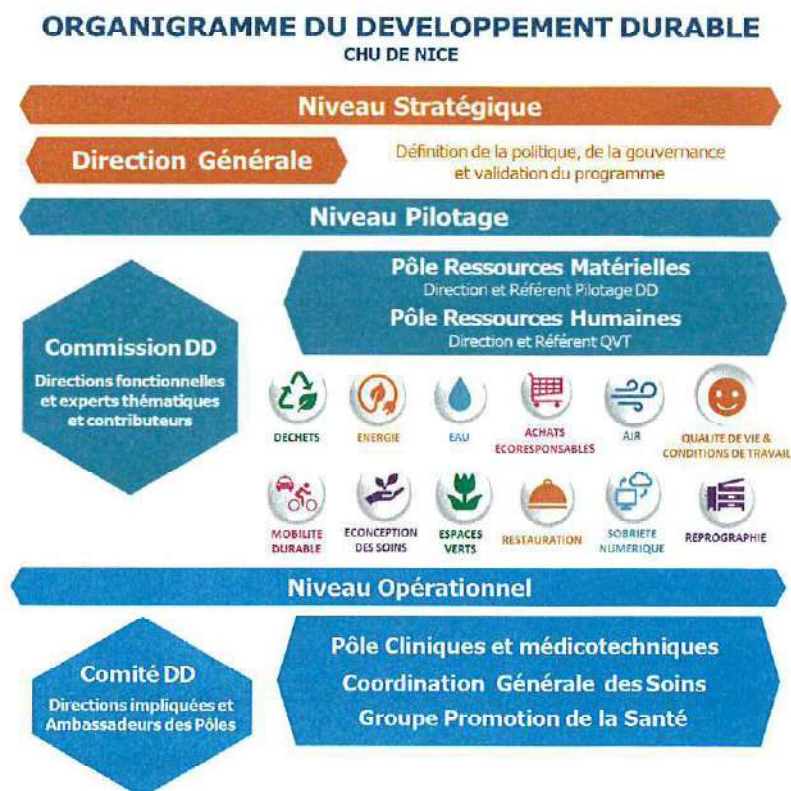 ORGANIGRAMME DU DEVELOPPEMENT DURABLE
CHU DE NICE
Niveau Stratégique
Direction Générale
Définition de la politique, de la gouvernance
et validation du programme
Niveau Pilotage
Pôle Ressources Matérielles
Direction et Référent Pilotage DD
Pôle Ressources Humaines
Direction et Référent QVT
Commission DD
Directions fonctionnelles
et experts thématiques
et contributeurs
DECHETS
ENERGIE
EAU
ACHATS
ECORESPONSABLES
AIR
QUALITE DE VIE &
CONDITIONS DE TRAVAIL
MOBILITE
DURABLE
ECONCEPTION
DES SOINS
ESPACES
VERTS
RESTAURATION
SOBRIETE
NUMERIQUE
REPROGRAPHIE
Niveau Opérationnel
Comité DD
Directions impliquées et
Ambassadeurs des Pôles
Pôle Cliniques et médicotechniques
Coordination Générale des Soins
Groupe Promotion de la Santé